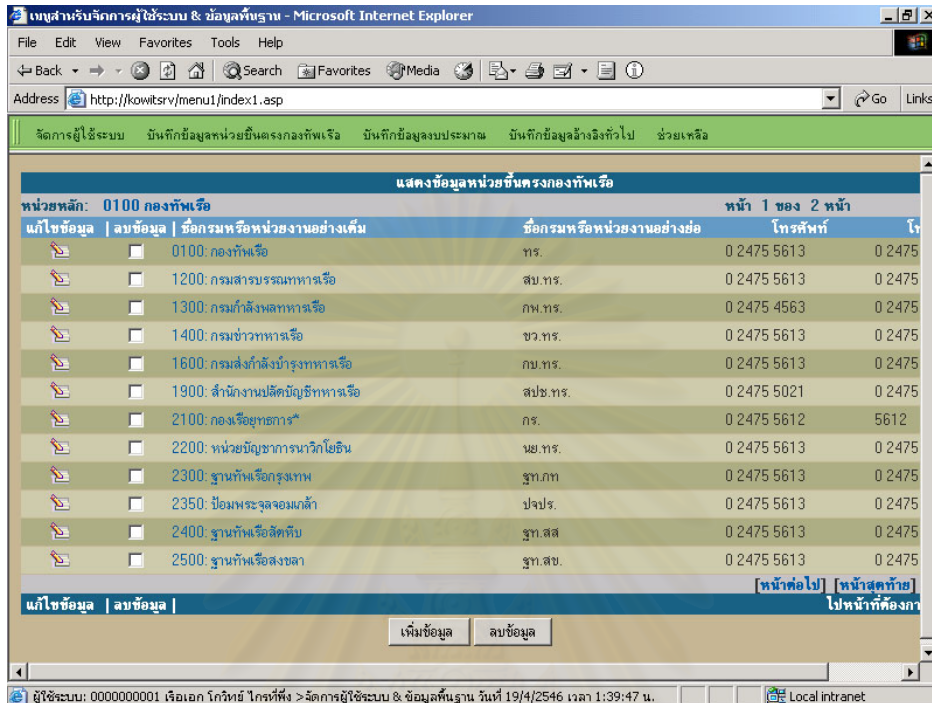 เมนูสำหรับจัดการผู้ใช้ระบบ & ข้อมูลพื้นฐาน - Microsoft Internet Explorer
File Edit View Favorites Tools Help
Back Search Favorites Media
Address http://kowitsrv/menu1/index1.asp Go Links
จัดการผู้ใช้ระบบ บันทึกข้อมูลหน่วยขึ้นตรงกองทัพเรือ บันทึกข้อมูลงบประมาณ บันทึกข้อมูลอ้างอิงทั่วไป ช่วยเหลือ
แสดงข้อมูลหน่วยขึ้นตรงกองทัพเรือ
หน่วยหลัก: 0100 กองทัพเรือ หน้า 1 ของ 2 หน้า
แก้ไขข้อมูล | ลบข้อมูล | ชื่อกรมหรือหน่วยงานอย่างเต็ม ชื่อกรมหรือหน่วยงานอย่างย่อ โทรศัพท์ โท
0100: กองทัพเรือ ทร. 0 2475 5613 0 2475
1200: กรมสารบรรณทหารเรือ สบ.ทร. 0 2475 5613 0 2475
1300: กรมกำลังพลทหารเรือ กพ.ทร. 0 2475 4563 0 2475
1400: กรมข่าวทหารเรือ ขว.ทร. 0 2475 5613 0 2475
1600: กรมส่งกำลังบำรุงทหารเรือ กบ.ทร. 0 2475 5613 0 2475
1900: สำนักงานปลัดบัญชีทหารเรือ สปช.ทร. 0 2475 5021 0 2475
2100: กองเรือยุทธการ* กร. 0 2475 5612 5612
2200: หน่วยบัญชาการนาวิกโยธิน นย.ทร. 0 2475 5613 0 2475
2300: ฐานทัพเรือกรุงเทพ ฐท.กท 0 2475 5613 0 2475
2350: ป้อมพระจุลจอมเกล้า ปจปร. 0 2475 5613 0 2475
2400: ฐานทัพเรือสัตหีบ ฐท.สส 0 2475 5613 0 2475
2500: ฐานทัพเรือสงขลา ฐท.สข. 0 2475 5613 0 2475
[หน้าต่อไป] [หน้าสุดท้าย]
แก้ไขข้อมูล | ลบข้อมูล | ไปหน้าที่ต้องกา
เพิ่มข้อมูล ลบข้อมูล
ผู้ใช้ระบบ: 0000000001 เรือเอก โกวิทย์ ไกรที่พึ่ง >จัดการผู้ใช้ระบบ & ข้อมูลพื้นฐาน วันที่ 19/4/2546 เวลา 1:39:47 น. Local intranet